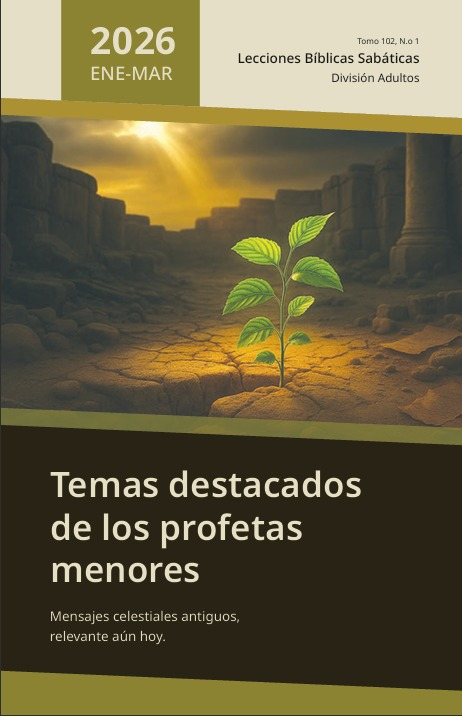 2026
ENE-MAR
Tomo 102, N.o 1
Lecciones Bíblicas Sabáticas
División Adultos
Temas destacados
de los profetas
menores
Mensajes celestiales antiguos,
relevante aún hoy.